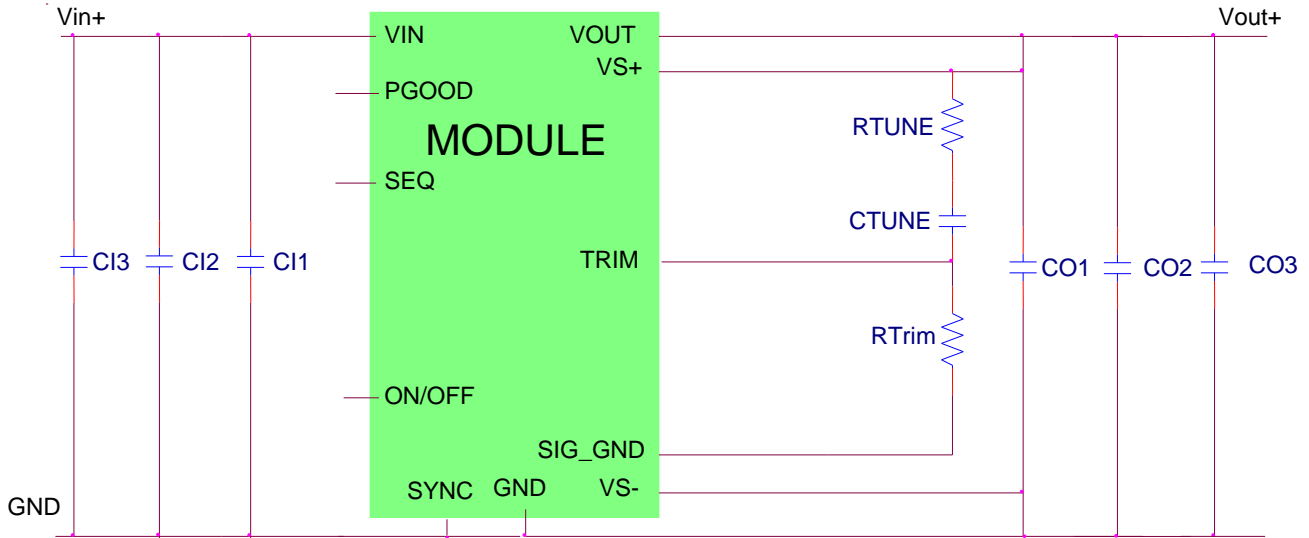 Vin+
Vout+
VIN
VOUT
VS+
PGOOD
MODULE
RTUNE
SEQ
CTUNE
TRIM
CI3
CI2
CI1
CO1
CO2
CO3
RTrim
ON/OFF
SIG_GND
SYNC
GND
VS-
GND